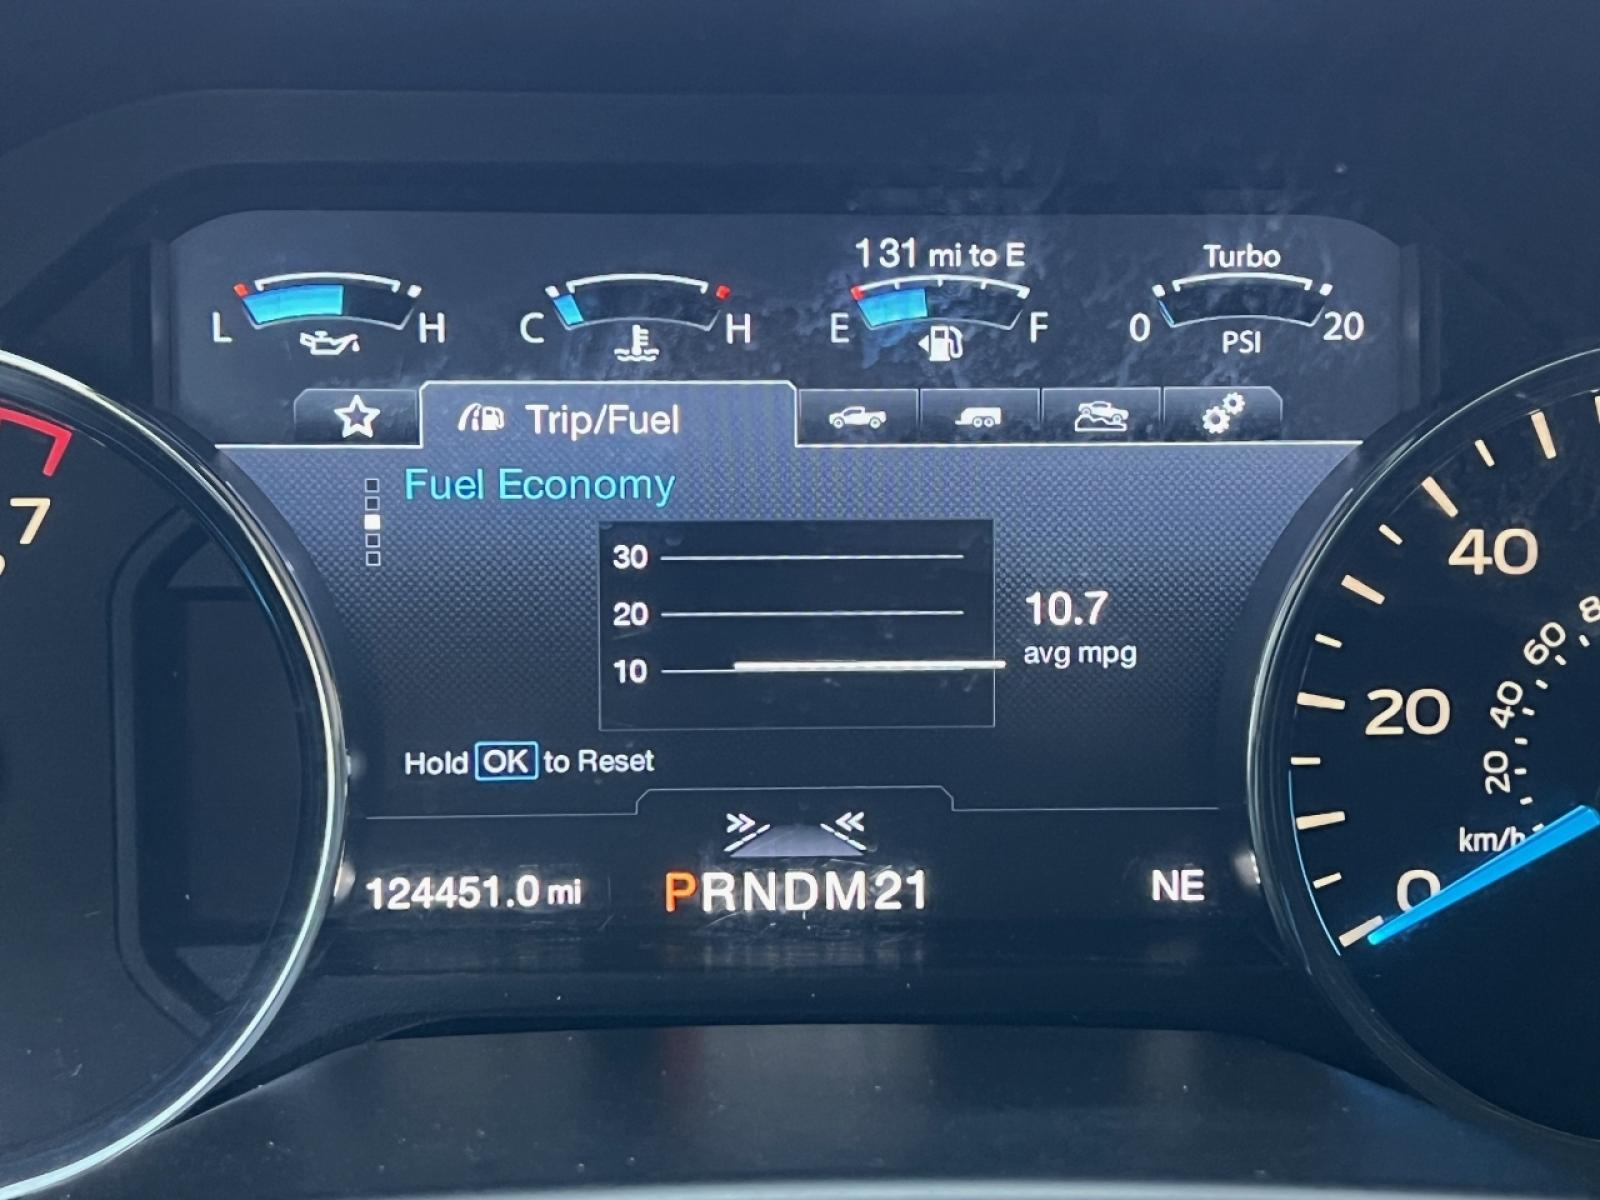 131 mi to E
Turbo
L H
C H
E F
0 20
PSI
Trip/Fuel
Fuel Economy
30
20
10
10.7
avg mpg
Hold OK to Reset
124451.0 mi
PRNDM21
NE
7
40
20
0
60
40
20
km/h